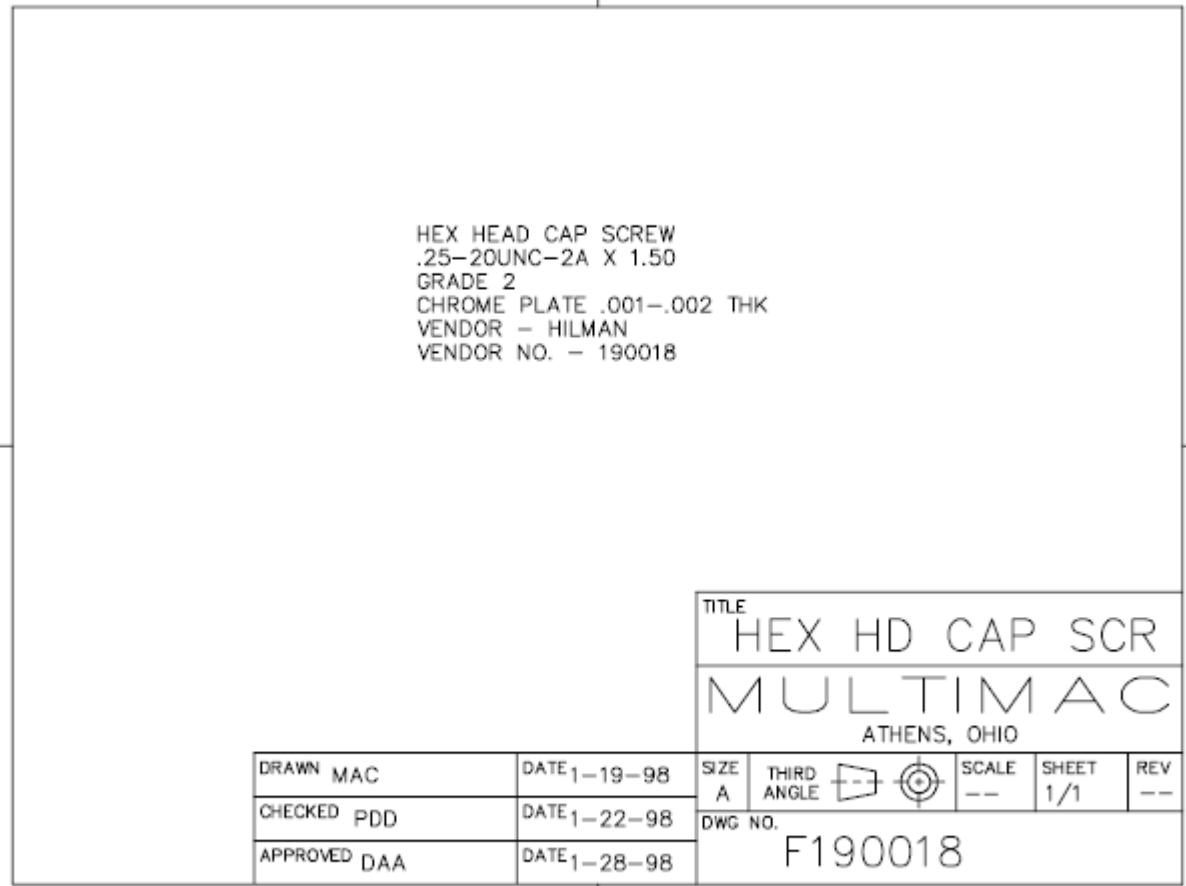 HEX HEAD CAP SCREW
.25-20UNC-2A X 1.50
GRADE 2
CHROME PLATE .001-.002 THK
VENDOR - HILMAN
VENDOR NO. - 190018
TITLE
HEX HD CAP SCR
MULTIMAC
ATHENS, OHIO
DRAWN MAC DATE 1-19-98
CHECKED PDD DATE 1-22-98
APPROVED DAA DATE 1-28-98
SIZE
A
THIRD
ANGLE
SCALE
--
SHEET
1/1
REV
--
DWG NO.
F190018